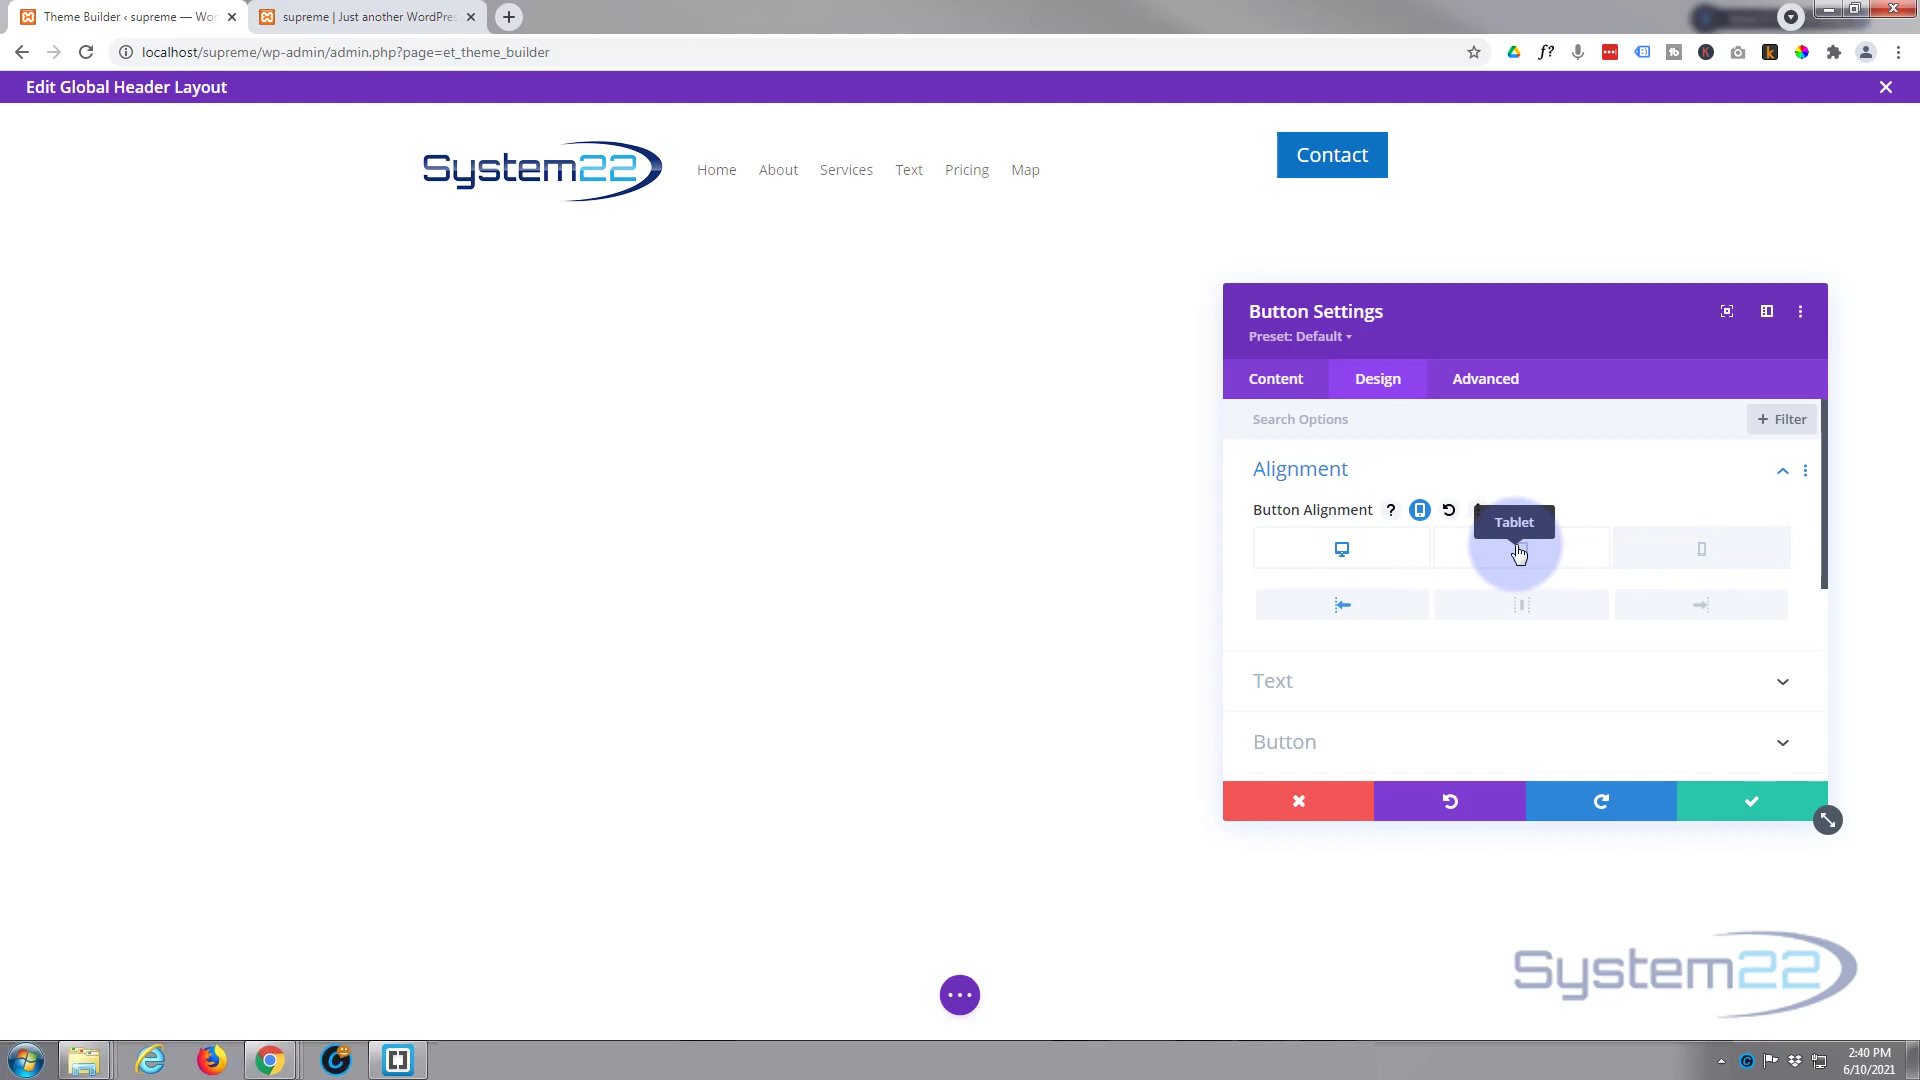 Theme Builder ‹ supreme — Wor
supreme | Just another WordPres
localhost/supreme/wp-admin/admin.php?page=et_theme_builder
Edit Global Header Layout
System22
Home
About
Services
Text
Pricing
Map
Contact
Button Settings
Preset: Default
Content
Design
Advanced
Search Options
+ Filter
Alignment
Button Alignment
Tablet
Text
Button
System22
2:40 PM
6/10/2021